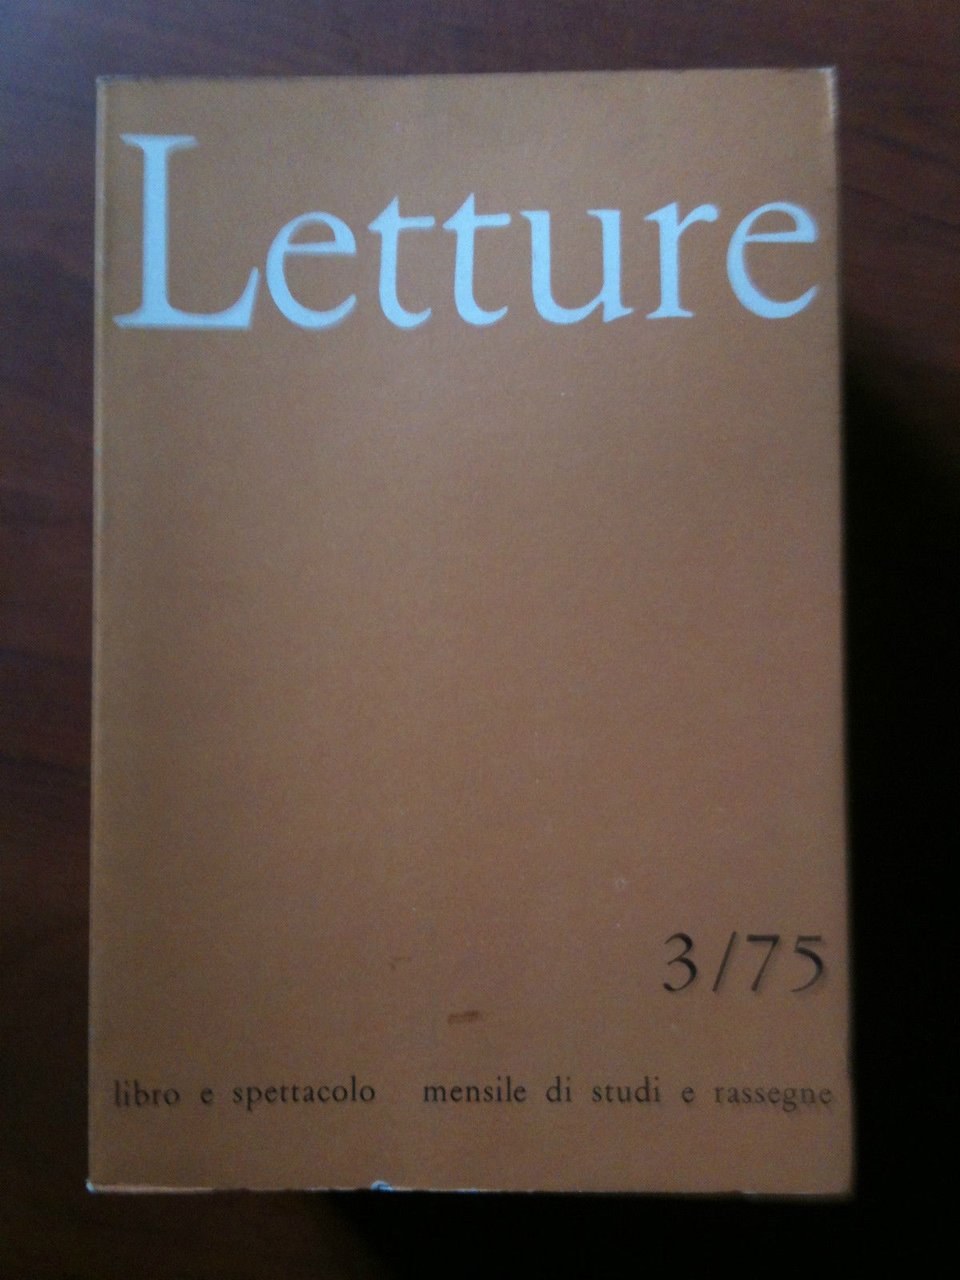 Letture
3/75
libro e spettacolo mensile di studi e rassegne